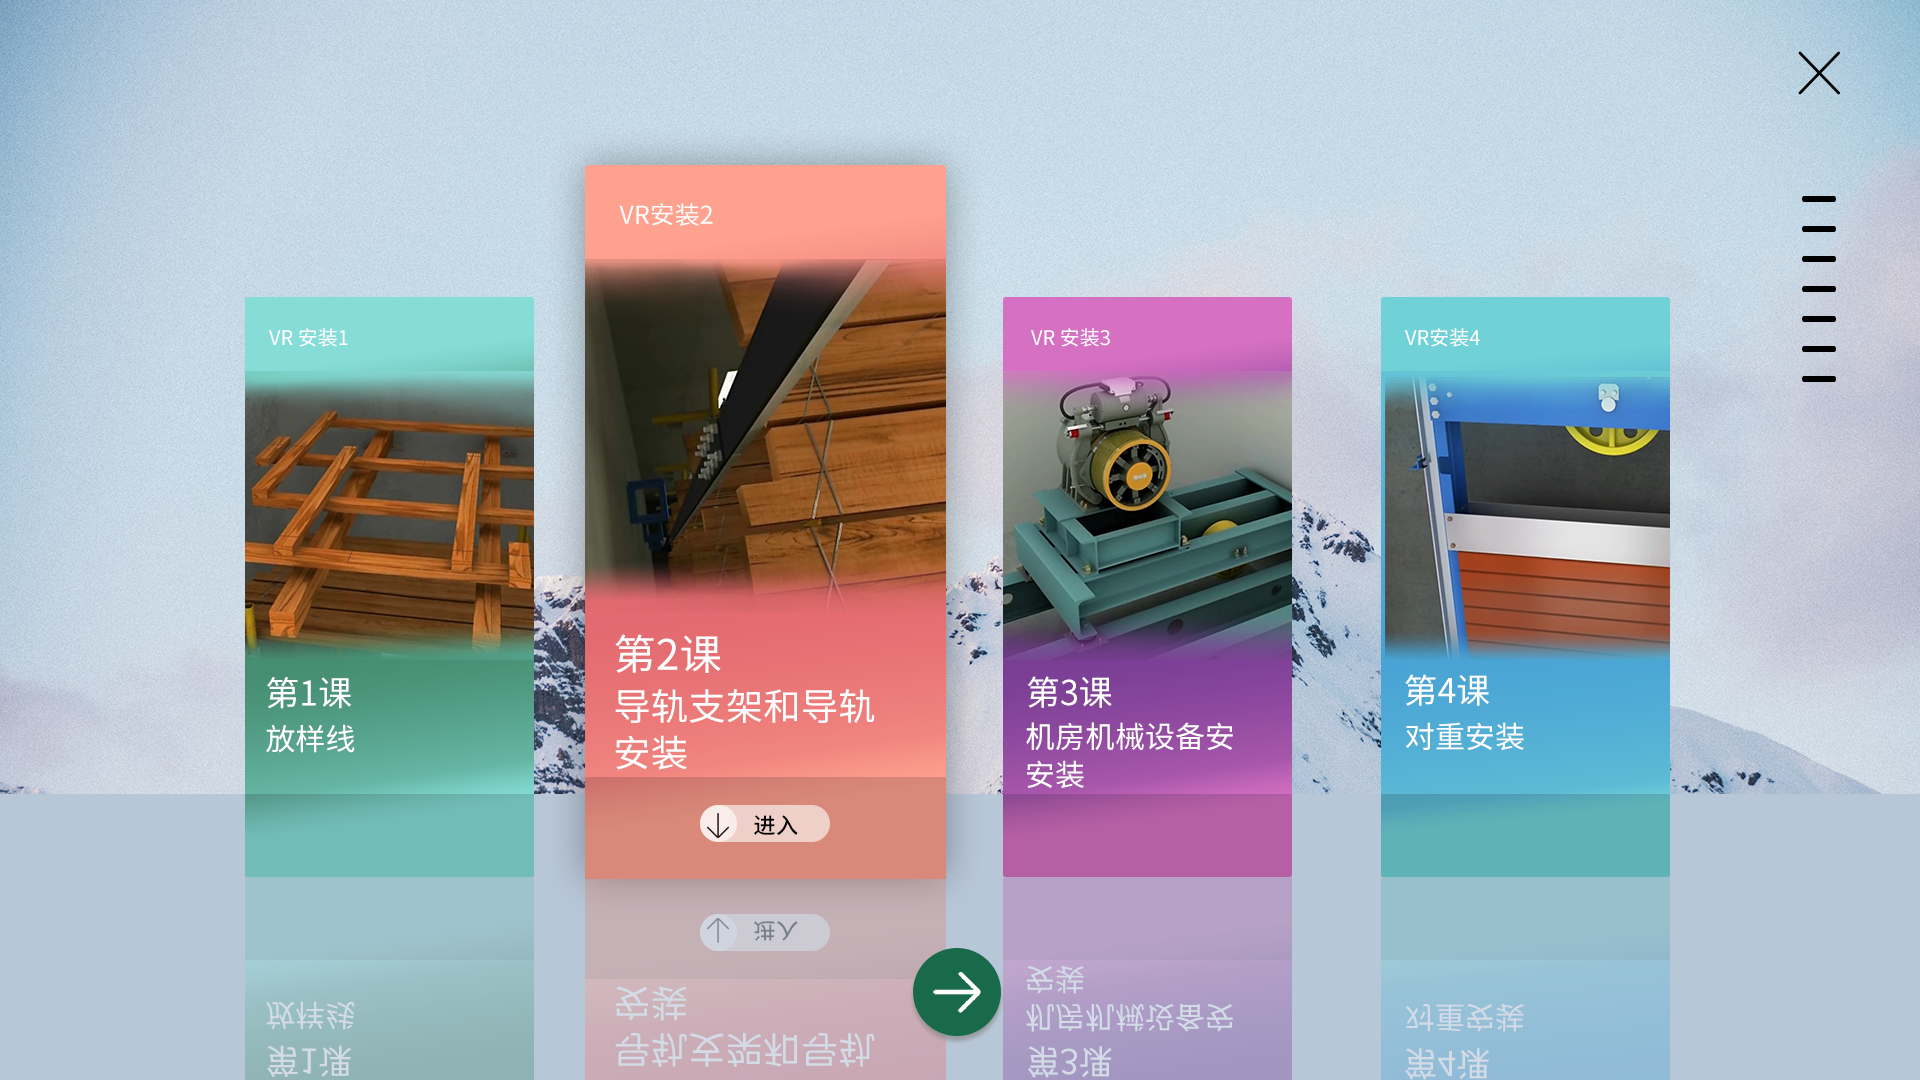 VR 安装1
第1课
放样线
VR安装2
第2课
导轨支架和导轨
安装
进入
VR 安装3
第3课
机房机械设备安
安装
VR安装4
第4课
对重安装